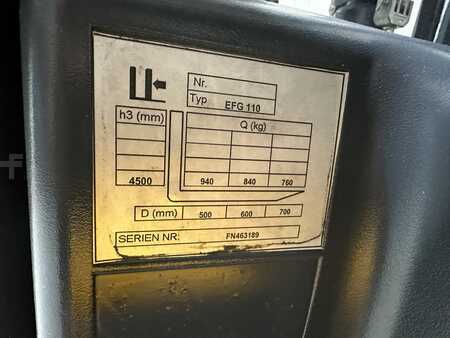 Nr.
Typ EFG 110
h3 (mm) Q (kg)
4500 940 840 760
D (mm) 500 600 700
SERIEN NR: FN463189